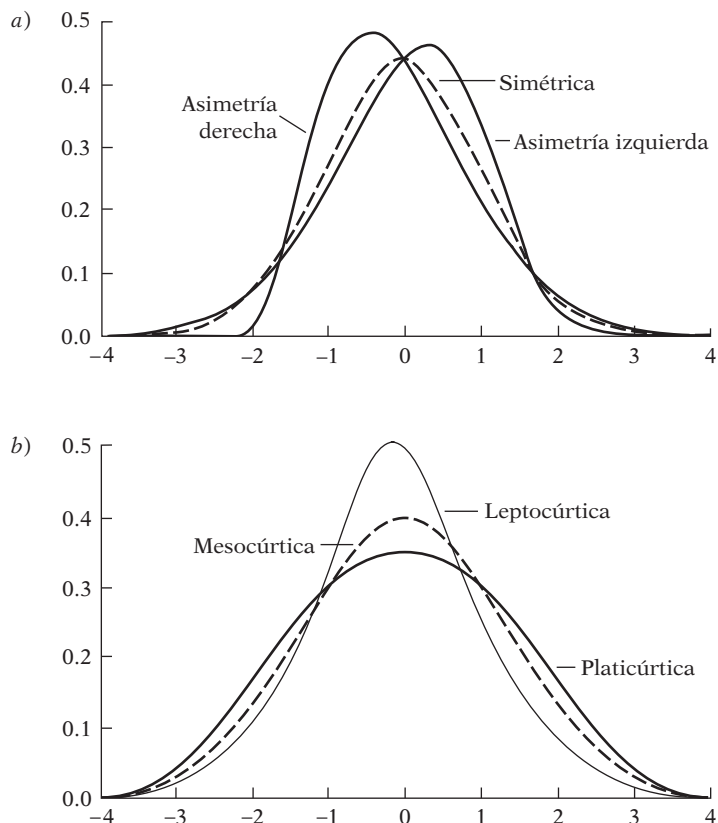 a)
0.5
0.4
0.3
0.2
0.1
0.0
Asimetría
derecha
Simétrica
Asimetría izquierda
–4 –3 –2 –1 0 1 2 3 4
b)
0.5
0.4
0.3
0.2
0.1
0.0
Leptocúrtica
Mesocúrtica
Platicúrtica
–4 –3 –2 –1 0 1 2 3 4